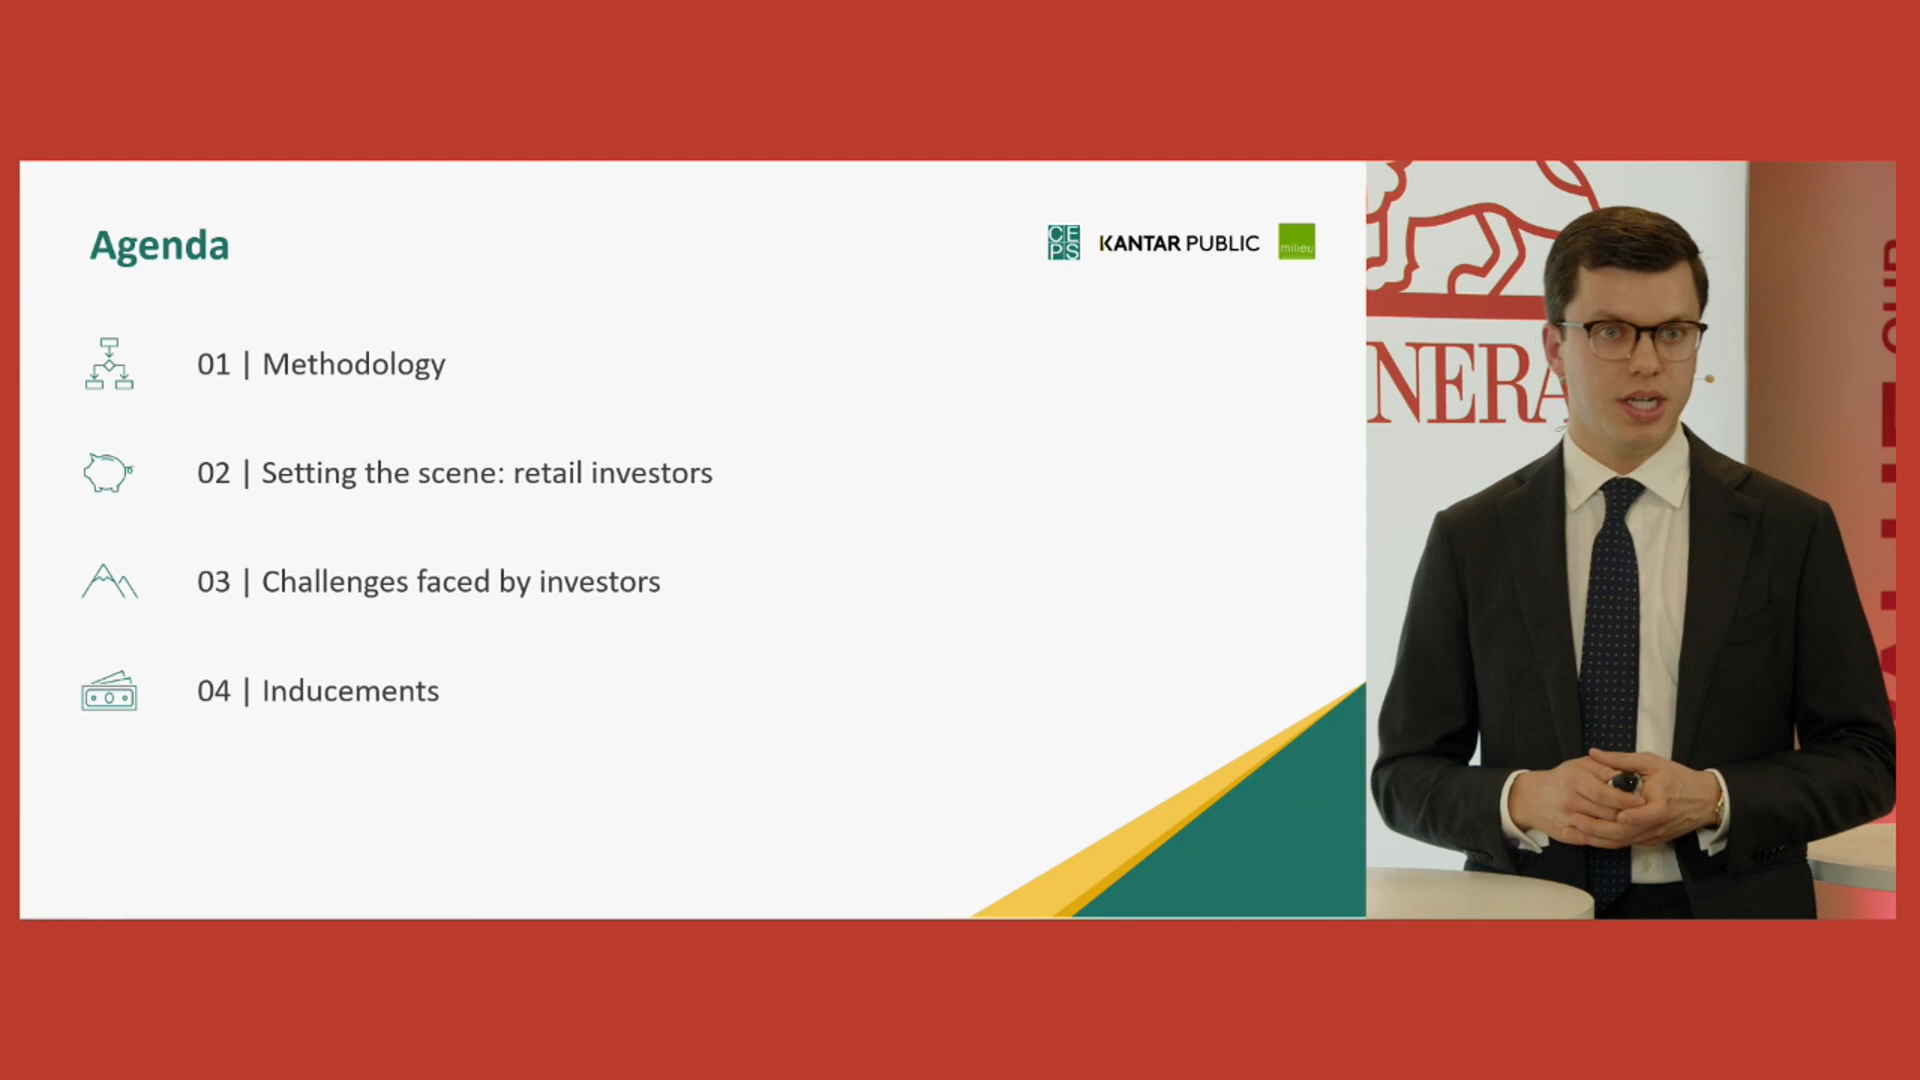 Agenda
CE
PS
KANTAR PUBLIC
milieu
01 | Methodology
02 | Setting the scene: retail investors
03 | Challenges faced by investors
04 | Inducements
NERA